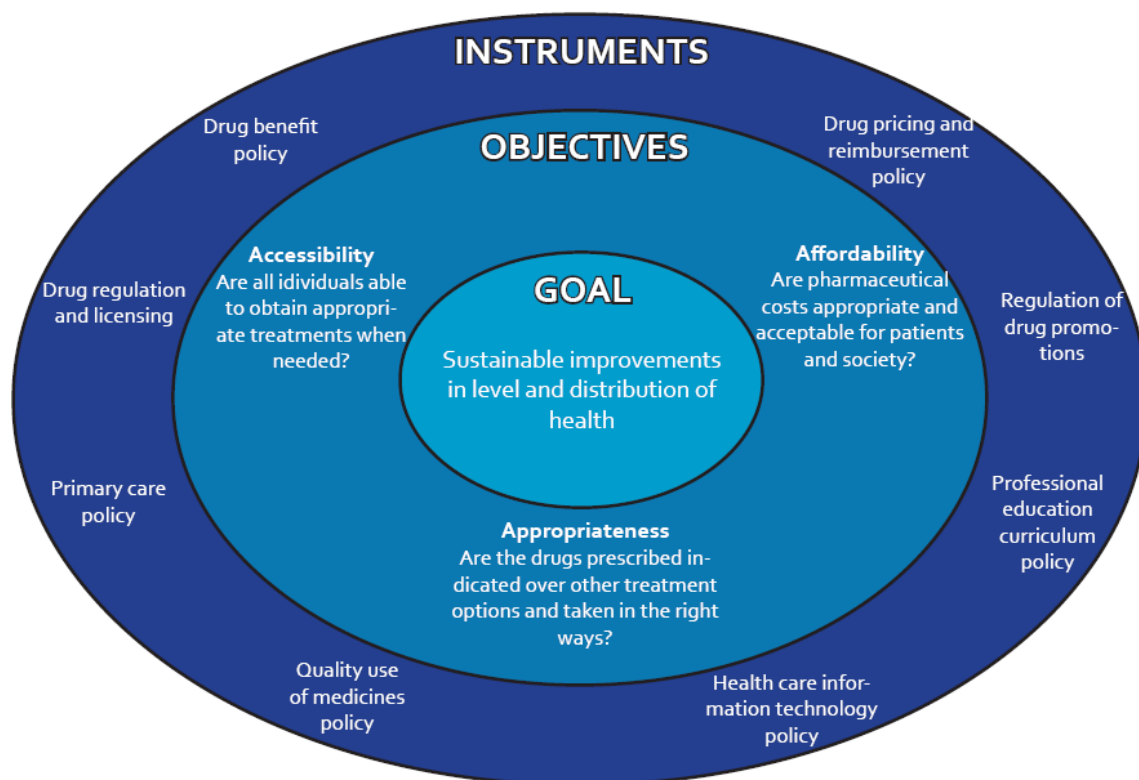 INSTRUMENTS
Drug benefit
policy
Drug pricing and
reimbursement
policy
OBJECTIVES
Accessibility
Are all idividuals able
to obtain appropri-
ate treatments when
needed?
Affordability
Are pharmaceutical
costs appropriate and
acceptable for patients
and society?
GOAL
Sustainable improvements
in level and distribution of
health
Drug regulation
and licensing
Regulation of
drug promo-
tions
Primary care
policy
Professional
education
curriculum
policy
Appropriateness
Are the drugs prescribed in-
dicated over other treatment
options and taken in the right
ways?
Quality use
of medicines
policy
Health care infor-
mation technology
policy